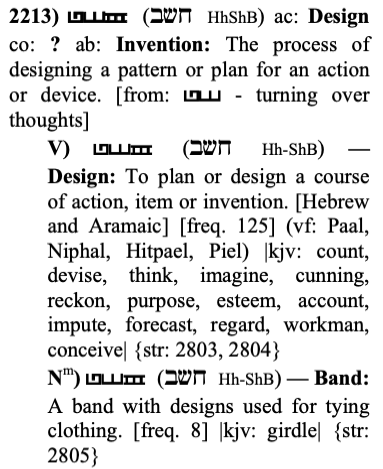 2213) (חשב HhShB) ac: Design
co: ? ab: Invention: The process of
designing a pattern or plan for an action
or device. [from: - turning over
thoughts]
V) (חשב Hh-ShB) —
Design: To plan or design a course
of action, item or invention. [Hebrew
and Aramaic] [freq. 125] (vf: Paal,
Niphal, Hitpael, Piel) |kjv: count,
devise, think, imagine, cunning,
reckon, purpose, esteem, account,
impute, forecast, regard, workman,
conceive| {str: 2803, 2804}
Nᵐ) (חשב Hh-ShB) — Band:
A band with designs used for tying
clothing. [freq. 8] |kjv: girdle| {str:
2805}